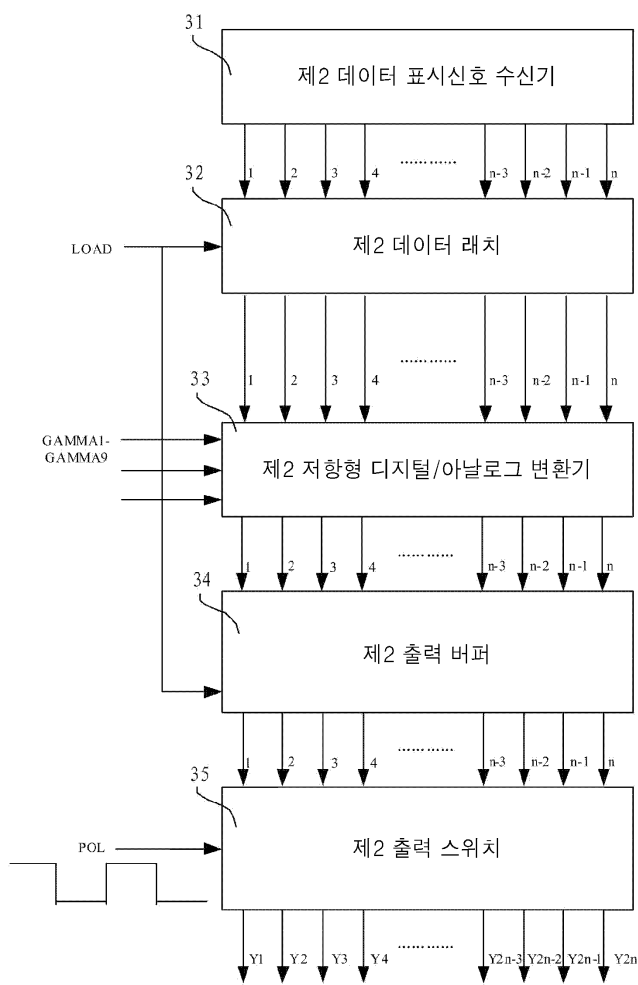 31
제2 데이터 표시신호 수신기
1 2 3 4 ............ n-3 n-2 n-1 n
32
제2 데이터 래치
LOAD
1 2 3 4 ............ n-3 n-2 n-1 n
33
GAMMA1-
GAMMA9
제2 저항형 디지털/아날로그 변환기
1 2 3 4 ............ n-3 n-2 n-1 n
34
제2 출력 버퍼
1 2 3 4 ............ n-3 n-2 n-1 n
35
POL
제2 출력 스위치
Y1 Y2 Y3 Y4 ............ Y2n-3 Y2n-2 Y2n-1 Y2n